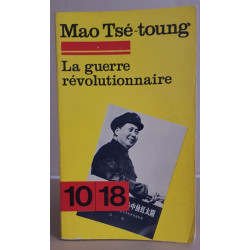 Mao Tsé-toung
La guerre
révolutionnaire
10 18